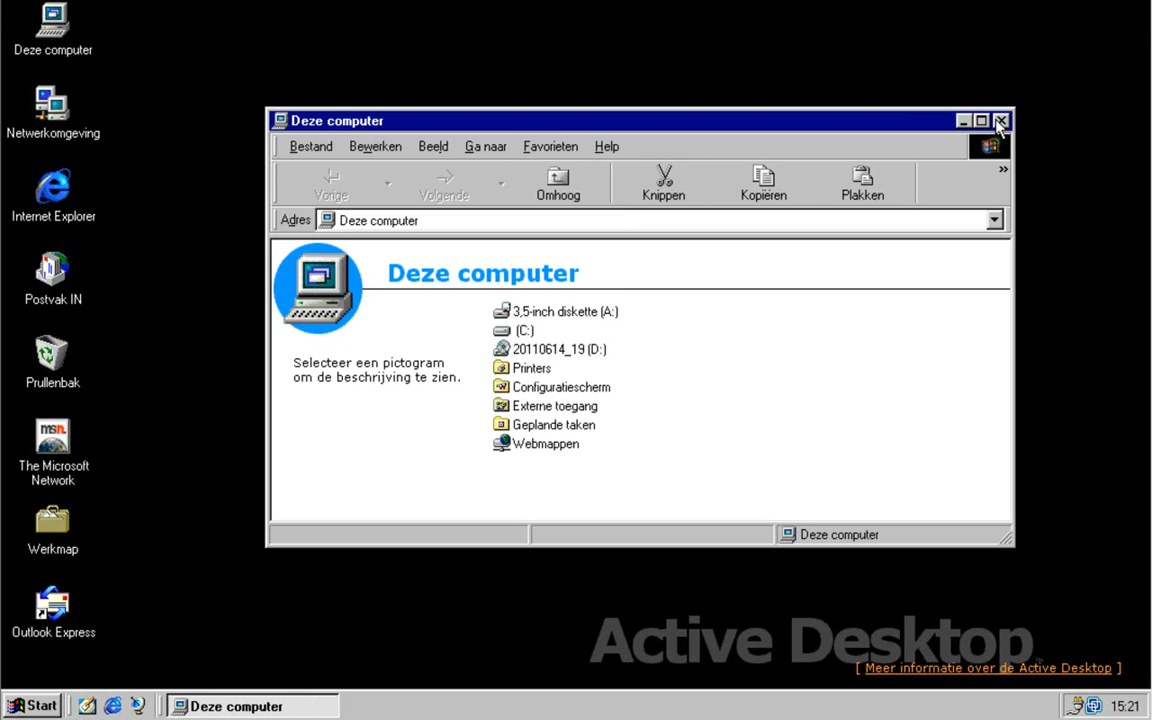 Deze computer
Netwerkomgeving
Internet Explorer
Postvak IN
Prullenbak
msn.
The Microsoft
Network
Werkmap
Outlook Express
Deze computer
Bestand Bewerken Beeld Ga naar Favorieten Help
Vorige Volgende Omhoog Knippen Kopiëren Plakken »
Adres Deze computer
Deze computer
Selecteer een pictogram
om de beschrijving te zien.
3,5-inch diskette (A:)
(C:)
20110614_19 (D:)
Printers
Configuratiescherm
Externe toegang
Geplande taken
Webmappen
Deze computer
Active Desktop
[ Meer informatie over de Active Desktop ]
Start Deze computer 15:21